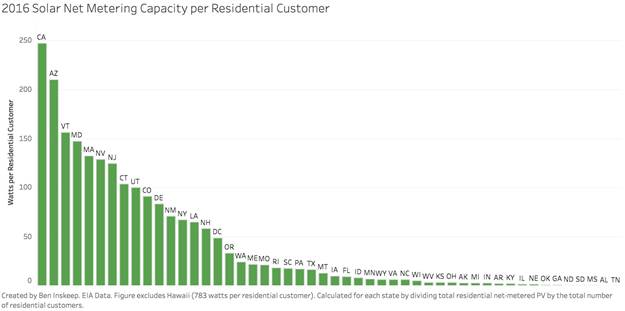 2016 Solar Net Metering Capacity per Residential Customer
Watts per Residential Customer
250
200
150
100
50
0
CA
AZ
VT
MD
MA
NV
NJ
CT
UT
CO
DE
NM
NY
LA
NH
DC
OR
WA
ME
MO
RI
SC
PA
TX
MT
IA
FL
ID
MN
WY
VA
NC
WI
WV
KS
OH
AK
MI
IN
AR
KY
IL
NE
OK
GA
ND
SD
MS
AL
TN
Created by Ben Inskeep. EIA Data. Figure excludes Hawaii (783 watts per residential customer). Calculated for each state by dividing total residential net-metered PV by the total number
of residential customers.